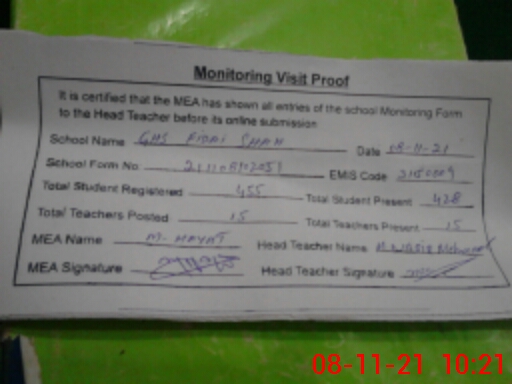 Monitoring Visit Proof
It is certified that the MEA has shown all entries of the school Monitoring Form
to the Head Teacher before its online submission
School Name GHS Fidai Shah Date 08-11-21
School Form No EMIS Code
Total Student Registered 455 Total Student Present 428
Total Teachers Posted 15 Total Teachers Present 15
MEA Name M. HAYAT Head Teacher Name
MEA Signature Head Teacher Signature
08-11-21 10:21